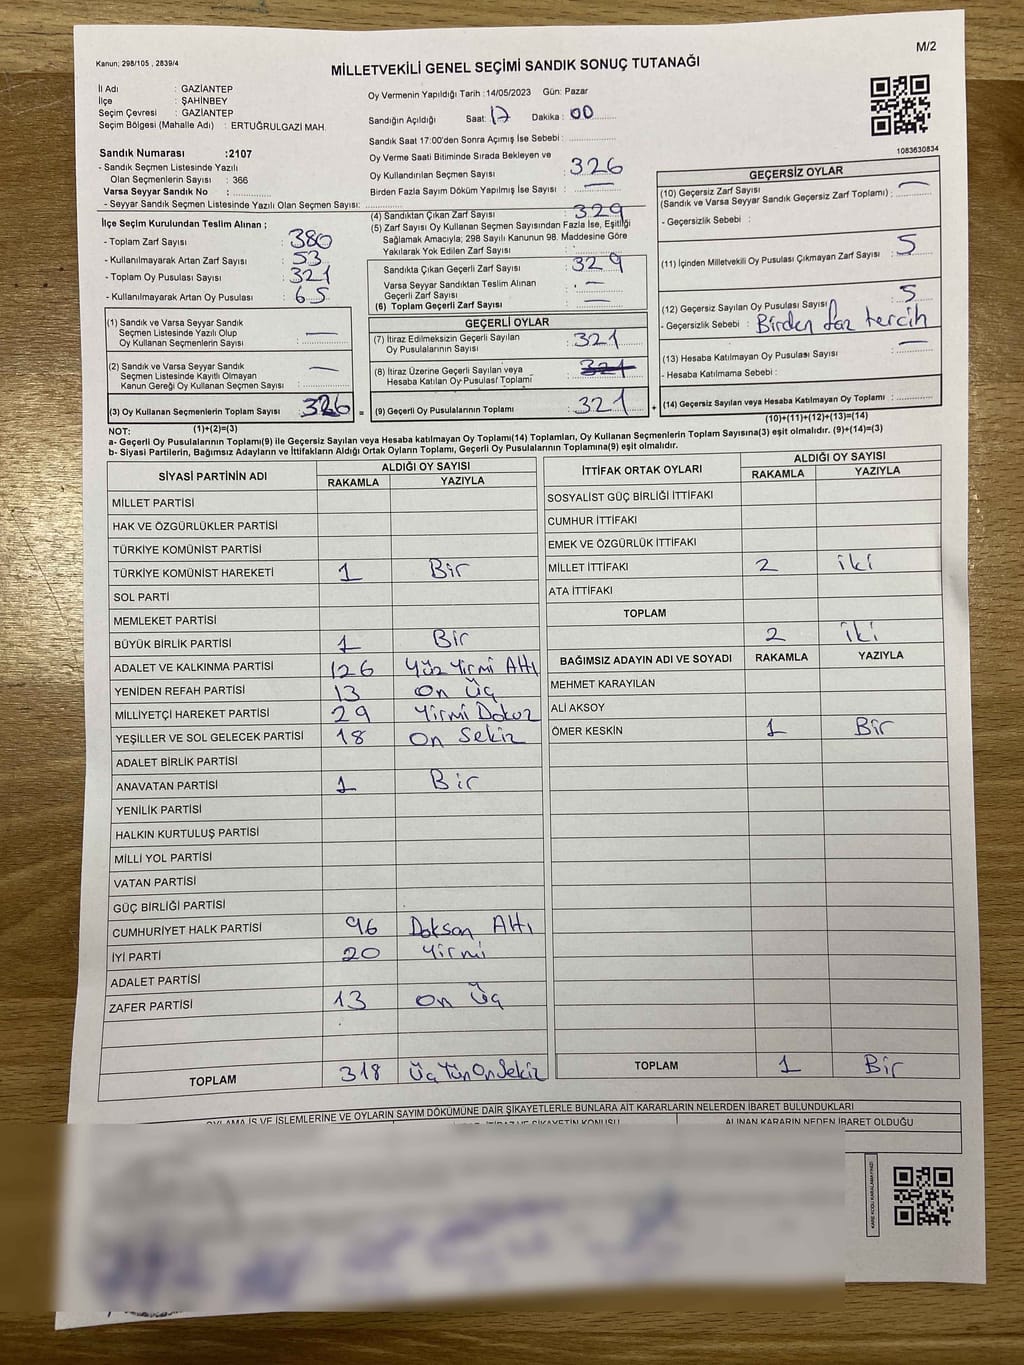 M/2
Kanun; 298/105 , 2839/4
MİLLETVEKİLİ GENEL SEÇİMİ SANDIK SONUÇ TUTANAĞI
İl Adı : GAZİANTEP
İlçe : ŞAHİNBEY
Seçim Çevresi : GAZİANTEP
Seçim Bölgesi (Mahalle Adı) : ERTUĞRULGAZİ MAH.
Sandık Numarası :2107
- Sandık Seçmen Listesinde Yazılı
Olan Seçmenlerin Sayısı : 366
Varsa Seyyar Sandık No :
- Seyyar Sandık Seçmen Listesinde Yazılı Olan Seçmen Sayısı:
Oy Vermenin Yapıldığı Tarih :14/05/2023 Gün: Pazar
Sandığın Açıldığı Saat: 17 Dakika : 00
Sandık Saat 17:00'den Sonra Açımış İse Sebebi :
Oy Verme Saati Bitiminde Sırada Bekleyen ve
Oy Kullandırılan Seçmen Sayısı : 326
Birden Fazla Sayım Döküm Yapılmış İse Sayısı : —
1083630834
İlçe Seçim Kurulundan Teslim Alınan ;
- Toplam Zarf Sayısı : 380
- Kullanılmayarak Artan Zarf Sayısı : 53
- Toplam Oy Pusulası Sayısı : 321
- Kullanılmayarak Artan Oy Pusulası : 65
(1) Sandık ve Varsa Seyyar Sandık
Seçmen Listesinde Yazılı Olup
Oy Kullanan Seçmenlerin Sayısı : —
(2) Sandık ve Varsa Seyyar Sandık
Seçmen Listesinde Kayıtlı Olmayan
Kanun Gereği Oy Kullanan Seçmen Sayısı : —
(3) Oy Kullanan Seçmenlerin Toplam Sayısı : 326
(1)+(2)=(3)
(4) Sandıktan Çıkan Zarf Sayısı : 329
(5) Zarf Sayısı Oy Kullanan Seçmen Sayısından Fazla İse, Eşitliği
Sağlamak Amacıyla; 298 Sayılı Kanunun 98. Maddesine Göre
Yakılarak Yok Edilen Zarf Sayısı :
Sandıkta Çıkan Geçerli Zarf Sayısı : 329
Varsa Seyyar Sandıktan Teslim Alınan
Geçerli Zarf Sayısı : —
(6) Toplam Geçerli Zarf Sayısı : —
GEÇERLİ OYLAR
(7) İtiraz Edilmeksizin Geçerli Sayılan
Oy Pusulalarının Sayısı : 321
(8) İtiraz Üzerine Geçerli Sayılan veya
Hesaba Katılan Oy Pusulası Toplamı : 321
= (9) Geçerli Oy Pusulalarının Toplamı : 321 +
GEÇERSİZ OYLAR
(10) Geçersiz Zarf Sayısı
(Sandık ve Varsa Seyyar Sandık Geçersiz Zarf Toplamı) : —
- Geçersizlik Sebebi :
(11) İçinden Milletvekili Oy Pusulası Çıkmayan Zarf Sayısı : 5
(12) Geçersiz Sayılan Oy Pusulası Sayısı : 5
- Geçersizlik Sebebi : Birden faz tercih
(13) Hesaba Katılmayan Oy Pusulası Sayısı : —
- Hesaba Katılmama Sebebi :
(14) Geçersiz Sayılan veya Hesaba Katılmayan Oy Toplamı :
(10)+(11)+(12)+(13)=(14)
NOT:
a- Geçerli Oy Pusulalarının Toplamı(9) ile Geçersiz Sayılan veya Hesaba katılmayan Oy Toplamı(14) Toplamları, Oy Kullanan Seçmenlerin Toplam Sayısına(3) eşit olmalıdır. (9)+(14)=(3)
b- Siyasi Partilerin, Bağımsız Adayların ve İttifakların Aldığı Ortak Oyların Toplamı, Geçerli Oy Pusulalarının Toplamına(9) eşit olmalıdır.
SİYASİ PARTİNİN ADI ALDIĞI OY SAYISI
RAKAMLA YAZIYLA
MİLLET PARTİSİ
HAK VE ÖZGÜRLÜKLER PARTİSİ
TÜRKİYE KOMÜNİST PARTİSİ
TÜRKİYE KOMÜNİST HAREKETİ 1 Bir
SOL PARTİ
MEMLEKET PARTİSİ
BÜYÜK BİRLİK PARTİSİ 1 Bir
ADALET VE KALKINMA PARTİSİ 126 Yüz Yirmi Altı
YENİDEN REFAH PARTİSİ 13 On Üç
MİLLİYETÇİ HAREKET PARTİSİ 29 Yirmi Dokuz
YEŞİLLER VE SOL GELECEK PARTİSİ 18 On Sekiz
ADALET BİRLİK PARTİSİ
ANAVATAN PARTİSİ 1 Bir
YENİLİK PARTİSİ
HALKIN KURTULUŞ PARTİSİ
MİLLİ YOL PARTİSİ
VATAN PARTİSİ
GÜÇ BİRLİĞİ PARTİSİ
CUMHURİYET HALK PARTİSİ 96 Doksan Altı
İYİ PARTİ 20 Yirmi
ADALET PARTİSİ
ZAFER PARTİSİ 13 On Üç
TOPLAM 318 Üç Yün On Sekiz
İTTİFAK ORTAK OYLARI ALDIĞI OY SAYISI
RAKAMLA YAZIYLA
SOSYALİST GÜÇ BİRLİĞİ İTTİFAKI
CUMHUR İTTİFAKI
EMEK VE ÖZGÜRLÜK İTTİFAKI
MİLLET İTTİFAKI 2 iki
ATA İTTİFAKI
TOPLAM
2 iki
BAĞIMSIZ ADAYIN ADI VE SOYADI RAKAMLA YAZIYLA
MEHMET KARAYILAN
ALİ AKSOY
ÖMER KESKİN 1 Bir
TOPLAM 1 Bir
OYLAMA İŞ VE İŞLEMLERİNE VE OYLARIN SAYIM DÖKÜMÜNE DAİR ŞİKAYETLERLE BUNLARA AİT KARARLARIN NELERDEN İBARET BULUNDUKLARI
ALINAN KARARIN NEDEN İBARET OLDUĞU